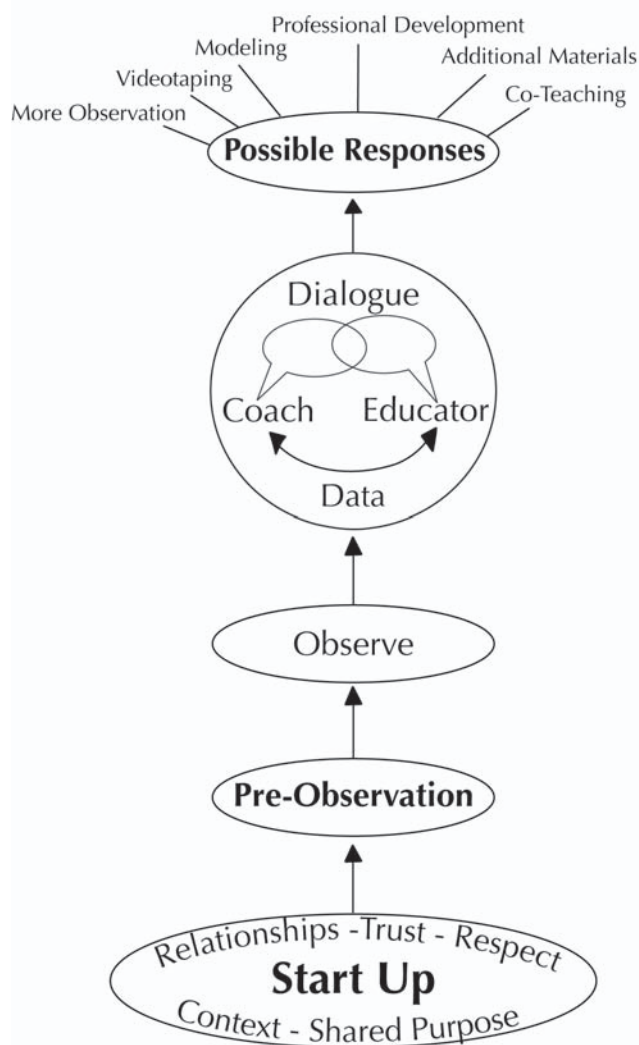 Professional Development
Modeling
Additional Materials
Videotaping
Co-Teaching
More Observation
Possible Responses
Dialogue
Coach
Educator
Data
Observe
Pre-Observation
Relationships -Trust - Respect
Start Up
Context - Shared Purpose